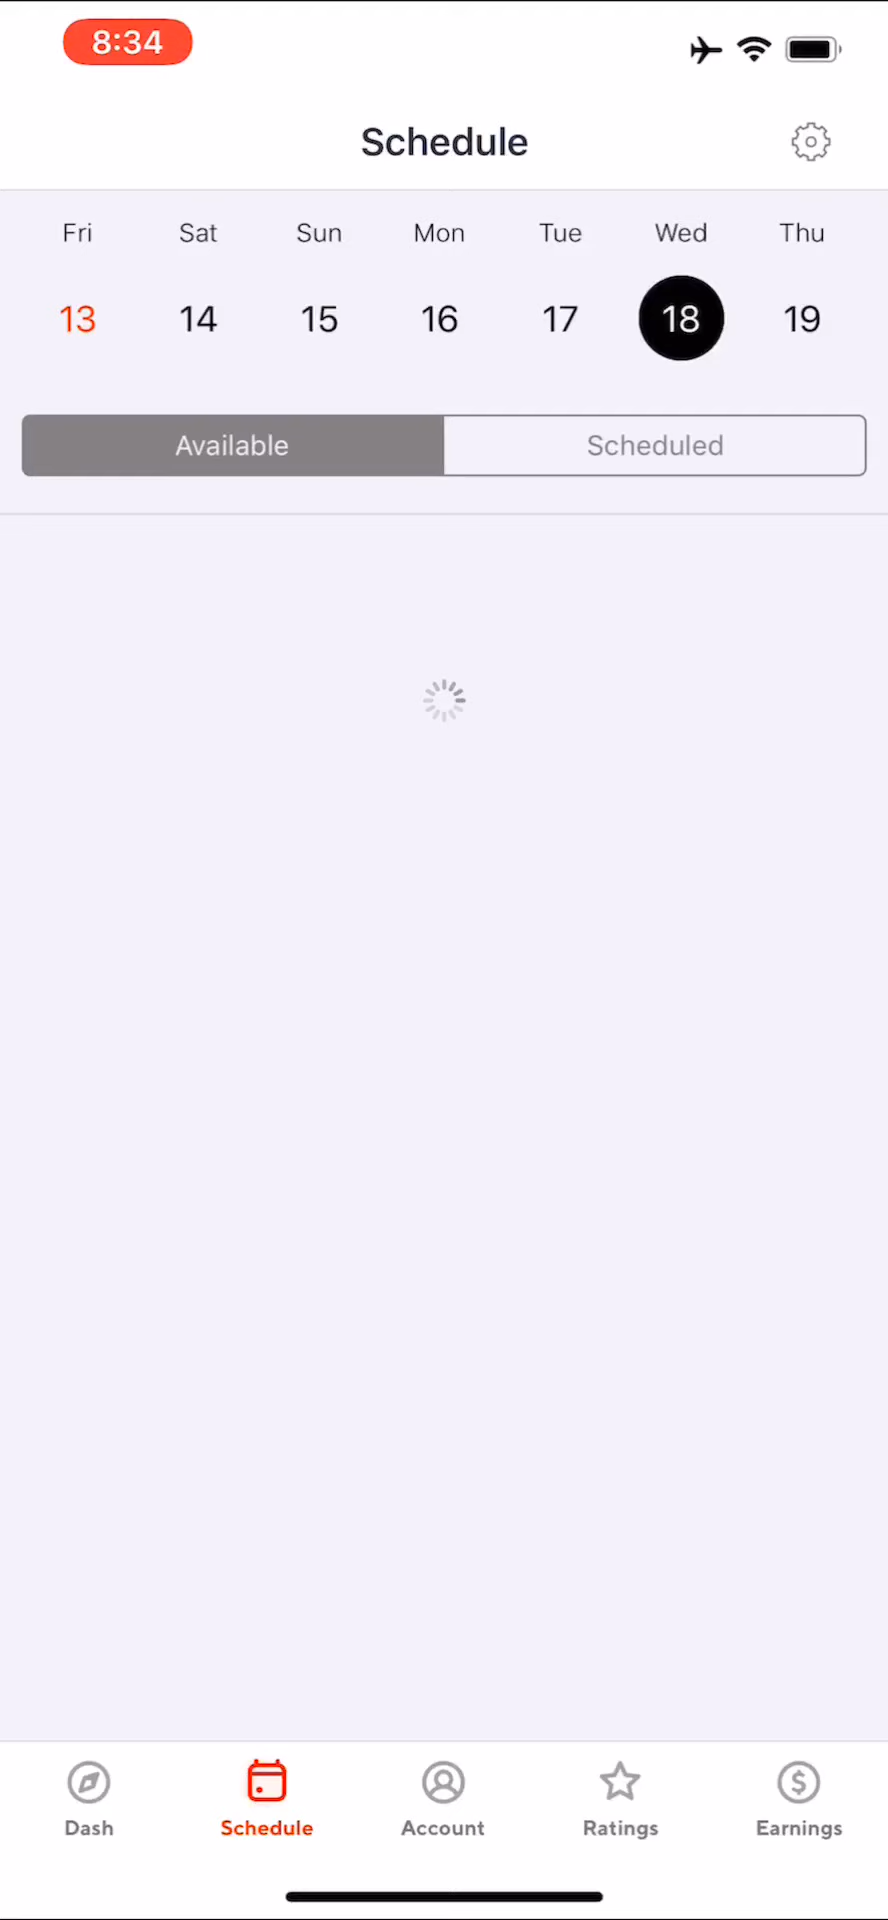 8:34
Schedule
Fri Sat Sun Mon Tue Wed Thu
13 14 15 16 17 18 19
Available Scheduled
Dash Schedule Account Ratings Earnings